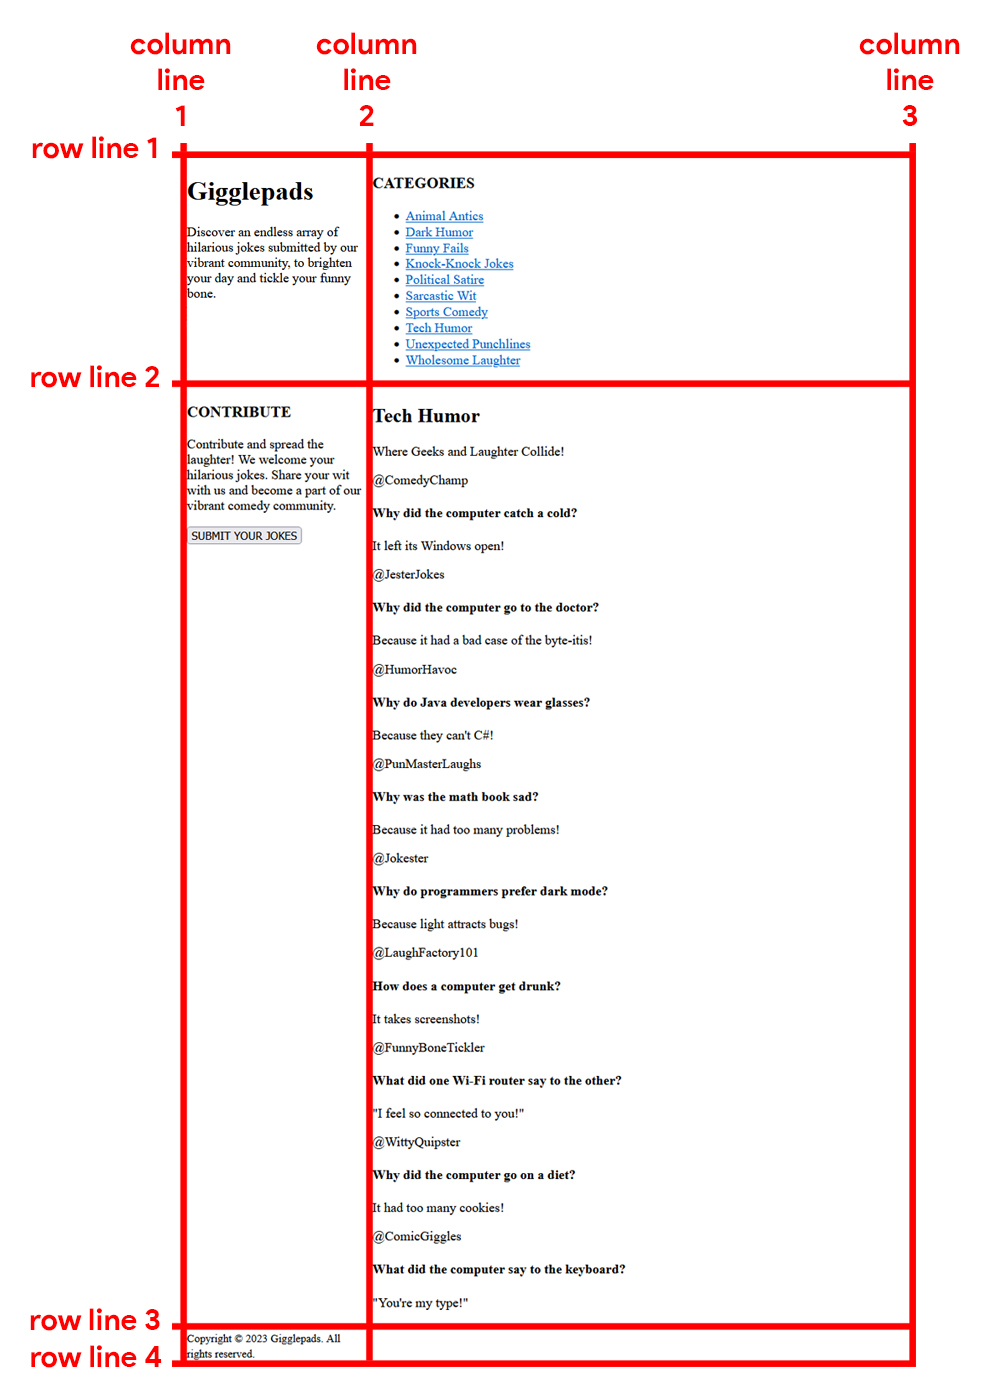 column
line
1
column
line
2
column
line
3
row line 1
Gigglepads
Discover an endless array of
hilarious jokes submitted by our
vibrant community, to brighten
your day and tickle your funny
bone.
CATEGORIES
Animal Antics
Dark Humor
Funny Fails
Knock-Knock Jokes
Political Satire
Sarcastic Wit
Sports Comedy
Tech Humor
Unexpected Punchlines
Wholesome Laughter
row line 2
CONTRIBUTE
Contribute and spread the
laughter! We welcome your
hilarious jokes. Share your wit
with us and become a part of our
vibrant comedy community.
SUBMIT YOUR JOKES
Tech Humor
Where Geeks and Laughter Collide!
@ComedyChamp
Why did the computer catch a cold?
It left its Windows open!
@JesterJokes
Why did the computer go to the doctor?
Because it had a bad case of the byte-itis!
@HumorHavoc
Why do Java developers wear glasses?
Because they can't C#!
@PunMasterLaughs
Why was the math book sad?
Because it had too many problems!
@Jokester
Why do programmers prefer dark mode?
Because light attracts bugs!
@LaughFactory101
How does a computer get drunk?
It takes screenshots!
@FunnyBoneTickler
What did one Wi-Fi router say to the other?
"I feel so connected to you!"
@WittyQuipster
Why did the computer go on a diet?
It had too many cookies!
@ComicGiggles
What did the computer say to the keyboard?
"You're my type!"
row line 3
Copyright © 2023 Gigglepads. All
rights reserved.
row line 4